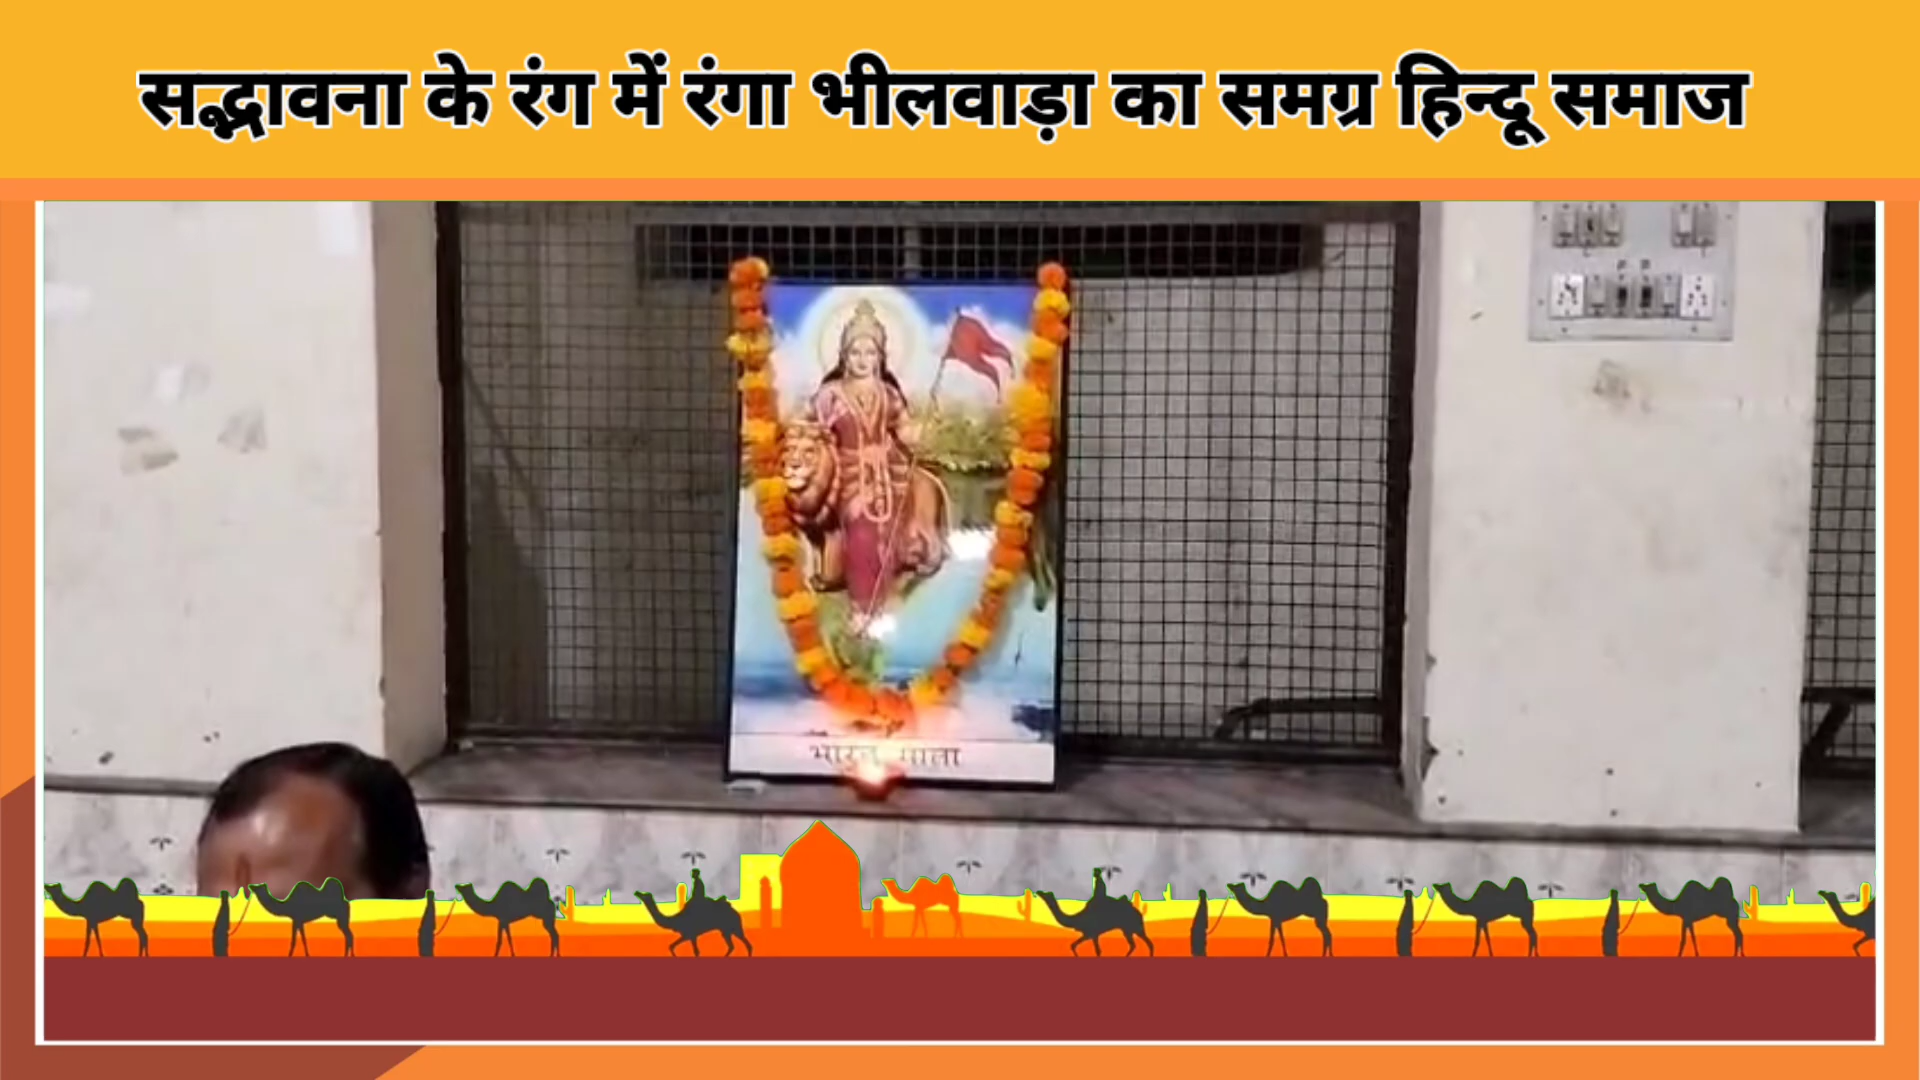 सद्भावना के रंग में रंगा भीलवाड़ा का समग्र हिन्दू समाज
भारत माता